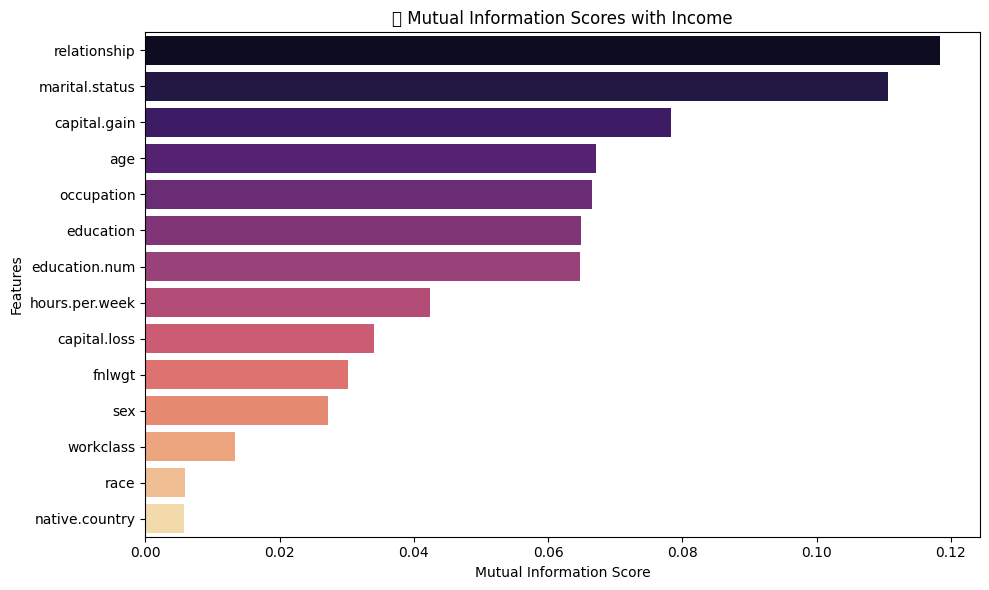 ▯ Mutual Information Scores with Income
relationship
marital.status
capital.gain
age
occupation
education
education.num
hours.per.week
capital.loss
fnlwgt
sex
workclass
race
native.country
Features
0.00 0.02 0.04 0.06 0.08 0.10 0.12
Mutual Information Score